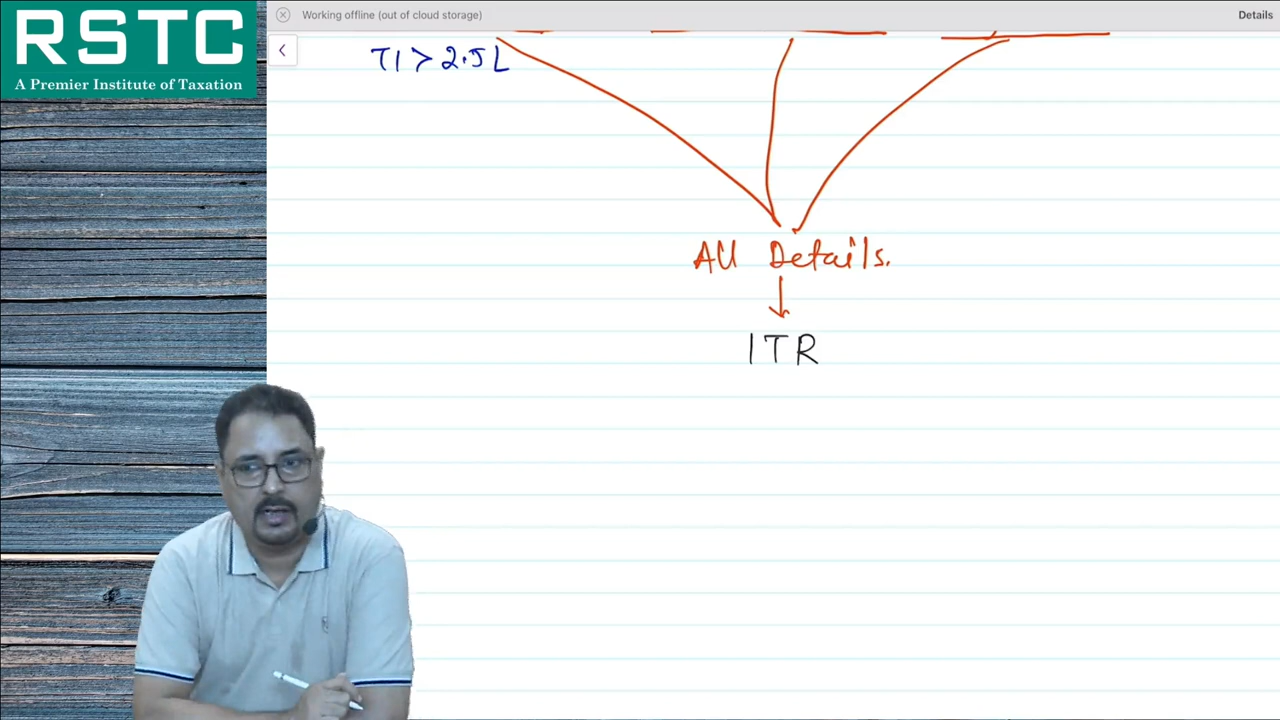 RSTC
A Premier Institute of Taxation
Working offline (out of cloud storage)
Details
TI > 2.5L
All Details.
ITR